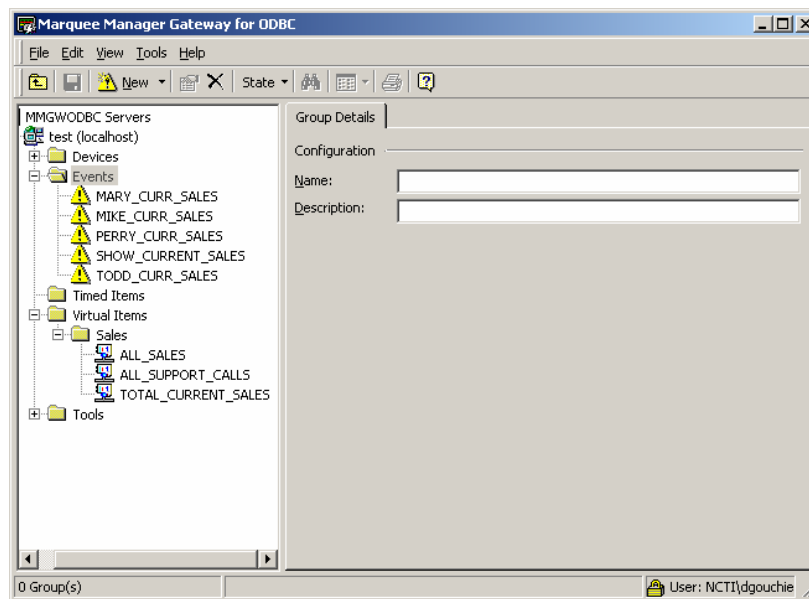 Marquee Manager Gateway for ODBC
File Edit View Tools Help
New State
MMGWODBC Servers
test (localhost)
Devices
Events
MARY_CURR_SALES
MIKE_CURR_SALES
PERRY_CURR_SALES
SHOW_CURRENT_SALES
TODD_CURR_SALES
Timed Items
Virtual Items
Sales
ALL_SALES
ALL_SUPPORT_CALLS
TOTAL_CURRENT_SALES
Tools
Group Details
Configuration
Name:
Description:
0 Group(s)
User: NCTI\dgouchie